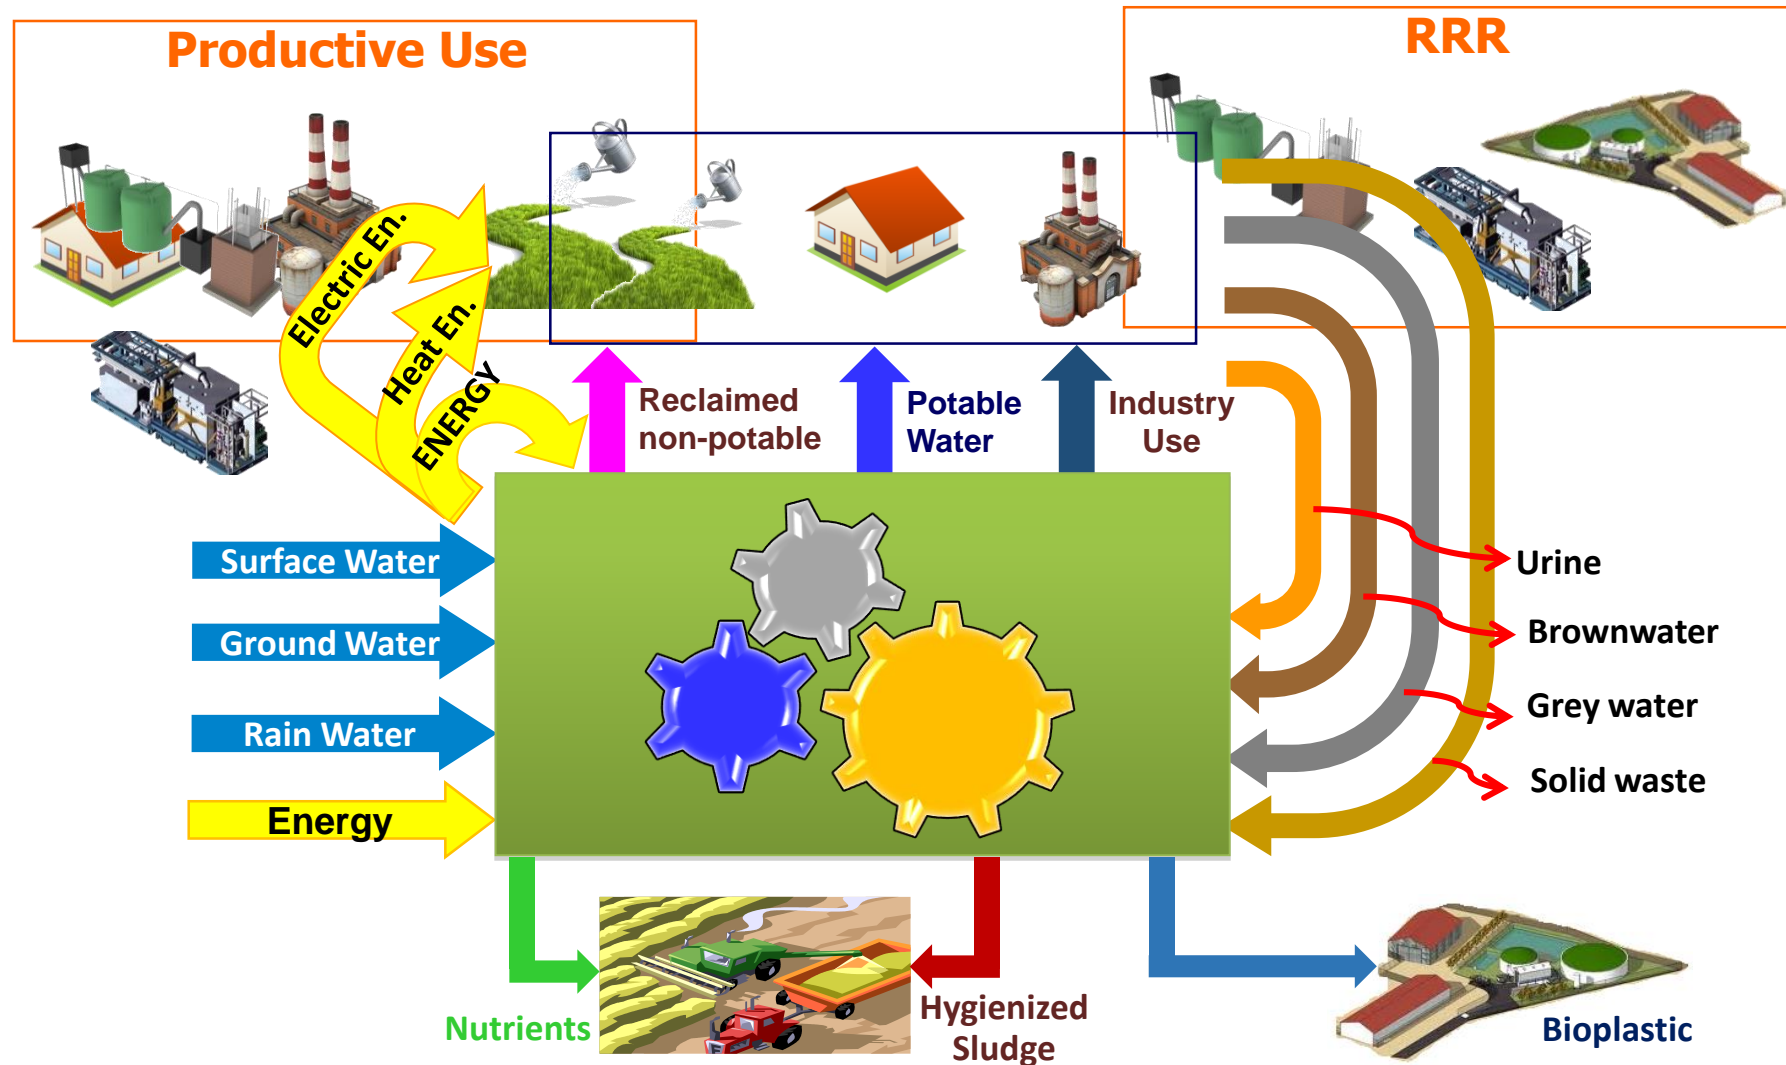 Productive Use
RRR
Electric En.
Heat En.
ENERGY
Reclaimed
non-potable
Potable
Water
Industry
Use
Surface Water
Ground Water
Rain Water
Energy
Urine
Brownwater
Grey water
Solid waste
Nutrients
Hygienized
Sludge
Bioplastic